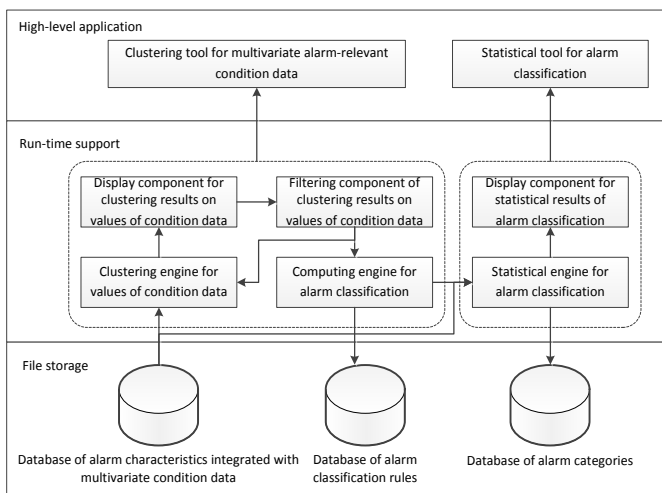 High-level application
Clustering tool for multivariate alarm-relevant
condition data
Statistical tool for alarm
classification
Run-time support
Display component for
clustering results on
values of condition data
Filtering component of
clustering results on
values of condition data
Display component for
statistical results of
alarm classification
Clustering engine for
values of condition data
Computing engine for
alarm classification
Statistical engine for
alarm classification
File storage
Database of alarm characteristics integrated with
multivariate condition data
Database of alarm
classification rules
Database of alarm categories